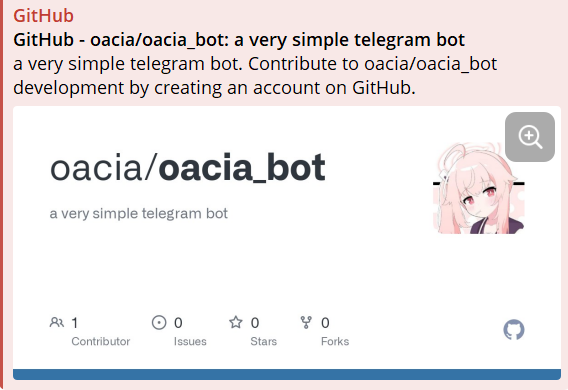 GitHub
GitHub - oacia/oacia_bot: a very simple telegram bot
a very simple telegram bot. Contribute to oacia/oacia_bot
development by creating an account on GitHub.
oacia/oacia_bot
a very simple telegram bot
1 0 0 0
Contributor Issues Stars Forks